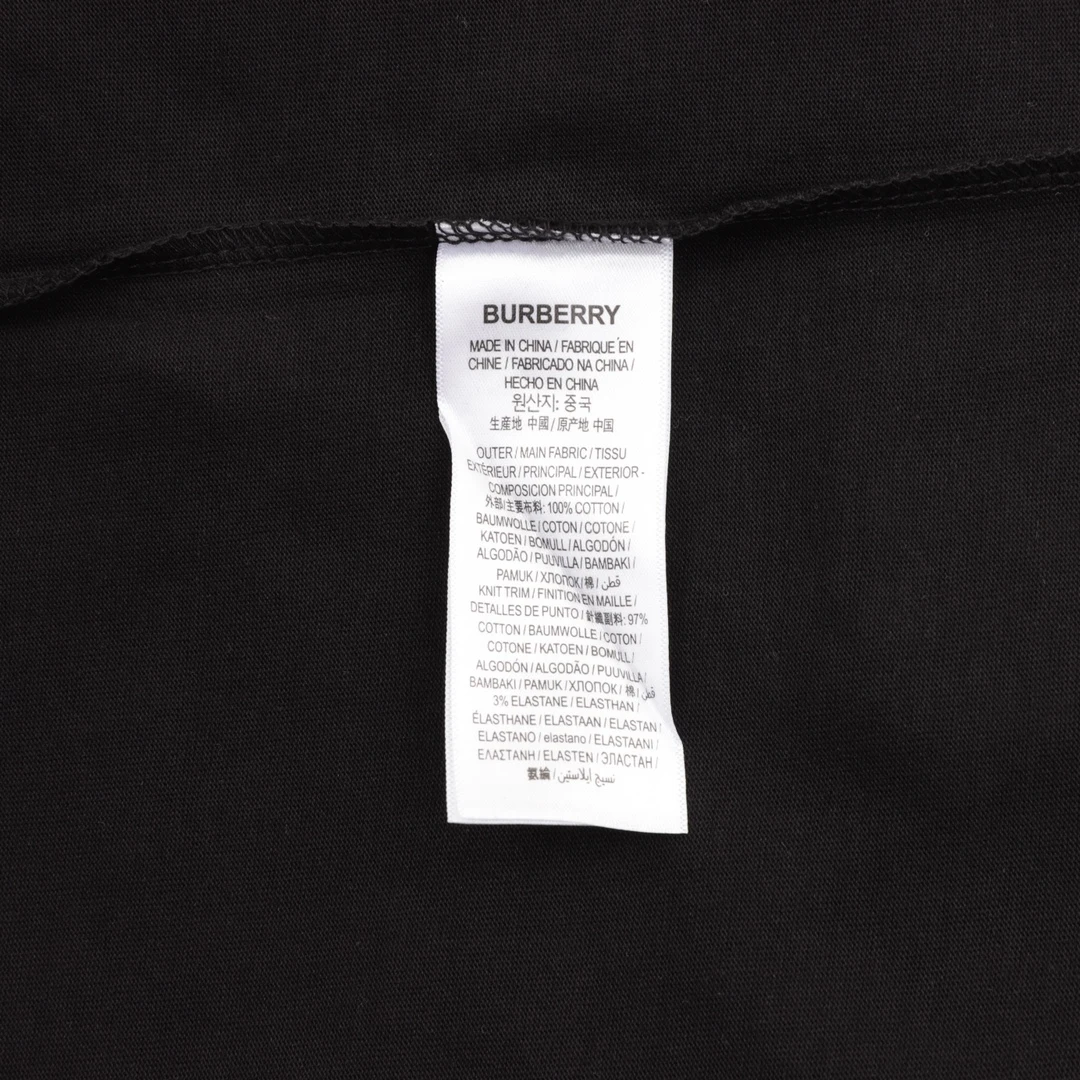 BURBERRY
MADE IN CHINA / FABRIQUE´EN
CHINE / FABRICADO NA CHINA /
HECHO EN CHINA
원산지: 중국
生産地 中國 / 原产地 中国
OUTER / MAIN FABRIC / TISSU
EXTÉRIEUR / PRINCIPAL / EXTERIOR -
COMPOSICION PRINCIPAL /
外部/主要布料: 100% COTTON /
BAUMWOLLE / COTON / COTONE /
KATOEN / BOMULL / ALGODÓN /
ALGODÃO / PUUVILLA / BAMBAKI /
PAMUK / ХЛОПОК / 棉 / قطن
KNIT TRIM / FINITION EN MAILLE /
DETALLES DE PUNTO / 針織副料: 97%
COTTON / BAUMWOLLE / COTON /
COTONE / KATOEN / BOMULL /
ALGODÓN / ALGODÃO / PUUVILLA /
BAMBAKI / PAMUK / ХЛОПОК / 棉 / قطن
3% ELASTANE / ELASTHAN /
ÉLASTHANE / ELASTAAN / ELASTAN /
ELASTANO / elastano / ELASTAANI /
ΕΛΑΣΤΑΝΗ / ELASTEN / ЭЛАСТАН /
氨綸 / نسيج إيلاستين